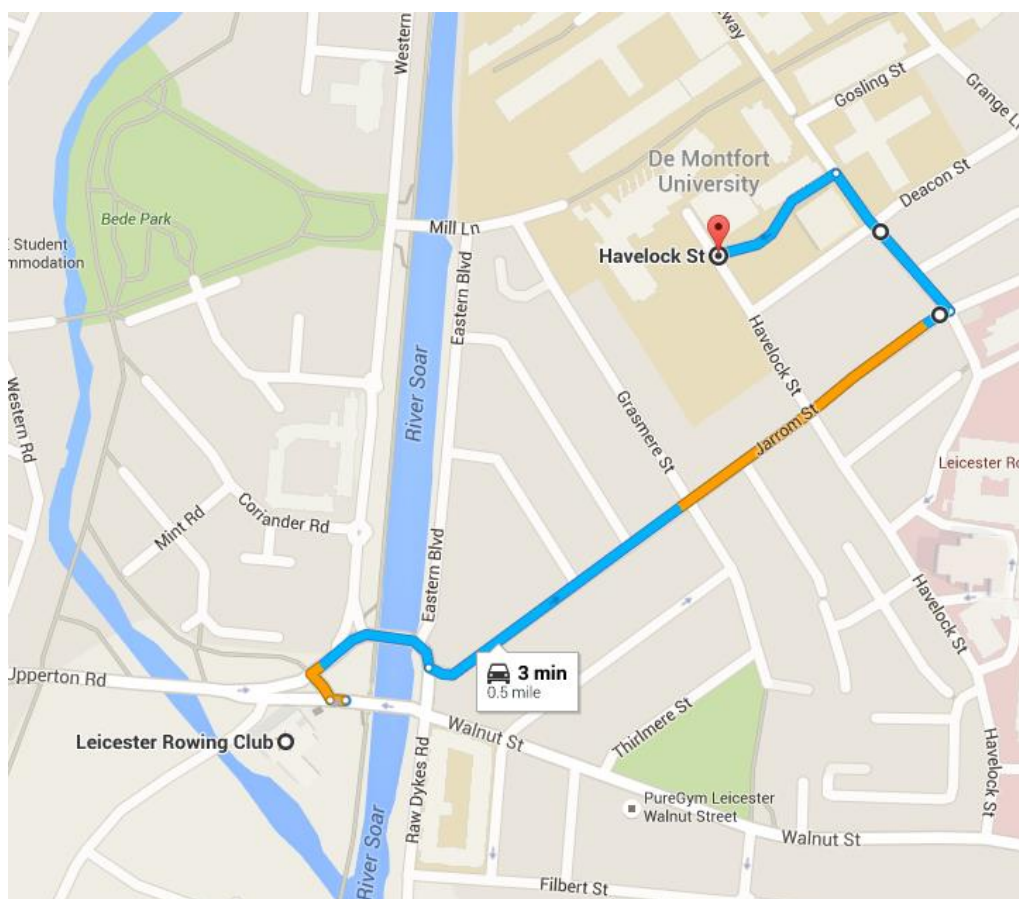 Western
eway
Gosling St
Grange L
De Montfort
University
Deacon St
Bede Park
Mill Ln
Student
mmodation
Havelock St
Eastern Blvd
River Soar
Havelock St
Western Rd
Grasmere St
Jarrom St
Leicester Ro
Mint Rd
Corriander Rd
Eastern Blvd
Havelock St
3 min
0.5 mile
Upperton Rd
Thirlmere St
Walnut St
Leicester Rowing Club
Raw Dykes Rd
Havelock St
PureGym Leicester
Walnut Street
Walnut St
River Soar
Filbert St